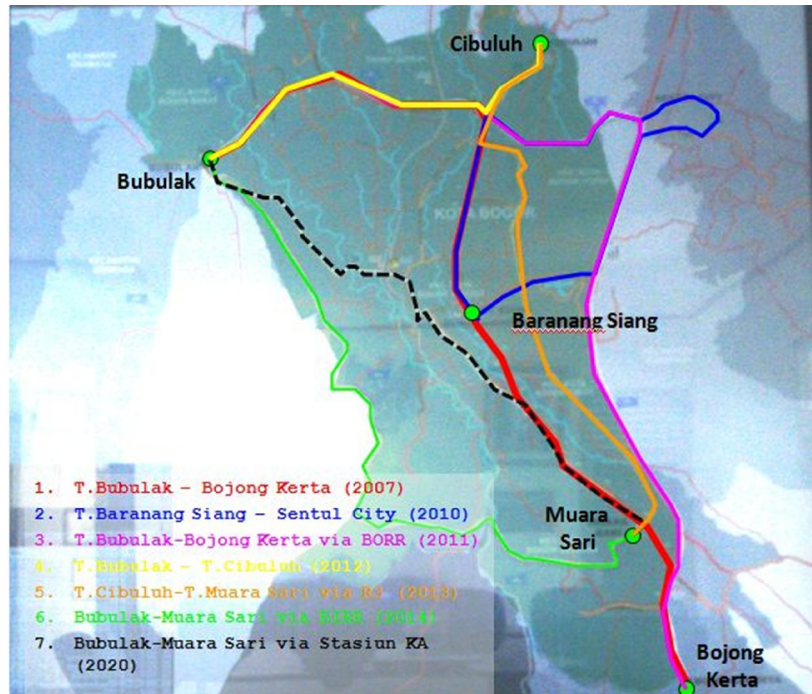 Cibuluh
Bubulak
KOTA BOGOR
Baranang Siang
1. T.Bubulak – Bojong Kerta (2007)
2. T.Baranang Siang – Sentul City (2010)
3. T.Bubulak-Bojong Kerta via BORR (2011)
4. T.Bubulak – T.Cibuluh (2012)
5. T.Cibuluh-T.Muara Sari via R3 (2013)
6. Bubulak-Muara Sari via BIRR (2014)
7. Bubulak-Muara Sari via Stasiun KA
(2020)
Muara
Sari
Bojong
Kerta